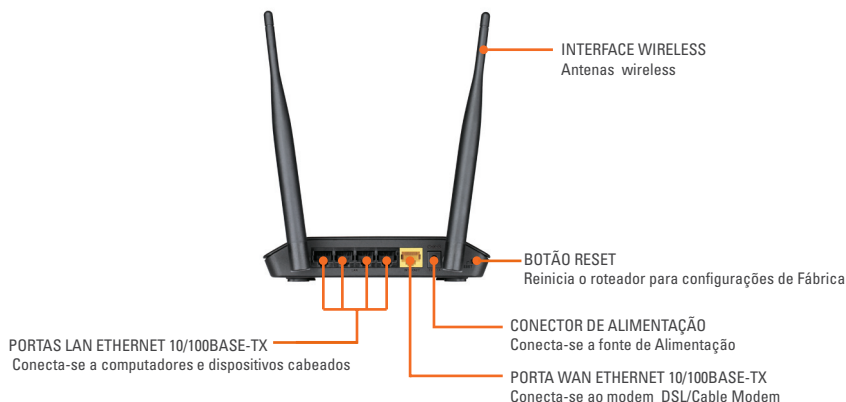 INTERFACE WIRELESS
Antenas wireless
BOTÃO RESET
Reinicia o roteador para configurações de Fábrica
CONECTOR DE ALIMENTAÇÃO
Conecta-se a fonte de Alimentação
PORTAS LAN ETHERNET 10/100BASE-TX
Conecta-se a computadores e dispositivos cabeados
PORTA WAN ETHERNET 10/100BASE-TX
Conecta-se ao modem DSL/Cable Modem